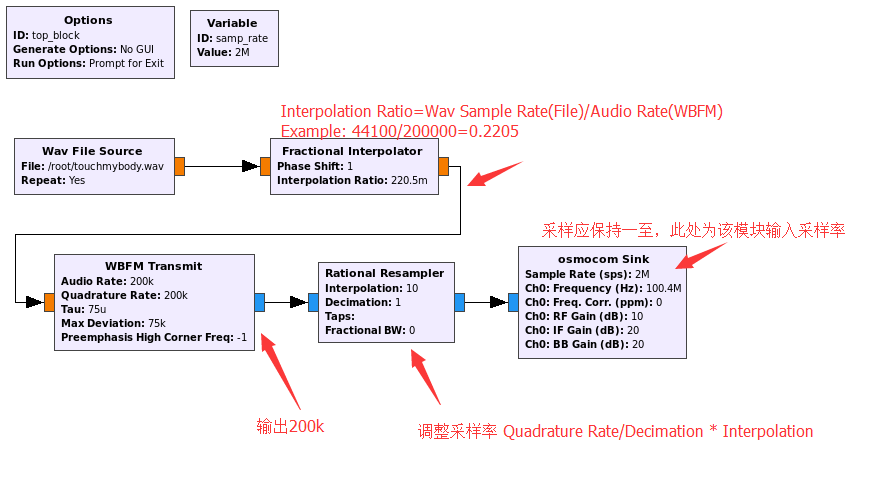 Options
ID: top_block
Generate Options: No GUI
Run Options: Prompt for Exit
Variable
ID: samp_rate
Value: 2M
Interpolation Ratio=Wav Sample Rate(File)/Audio Rate(WBFM)
Example: 44100/200000=0.2205
Wav File Source
File: /root/touchmybody.wav
Repeat: Yes
Fractional Interpolator
Phase Shift: 1
Interpolation Ratio: 220.5m
采样应保持一至，此处为该模块输入采样率
WBFM Transmit
Audio Rate: 200k
Quadrature Rate: 200k
Tau: 75u
Max Deviation: 75k
Preemphasis High Corner Freq: -1
Rational Resampler
Interpolation: 10
Decimation: 1
Taps:
Fractional BW: 0
osmocom Sink
Sample Rate (sps): 2M
Ch0: Frequency (Hz): 100.4M
Ch0: Freq. Corr. (ppm): 0
Ch0: RF Gain (dB): 10
Ch0: IF Gain (dB): 20
Ch0: BB Gain (dB): 20
输出200k
调整采样率 Quadrature Rate/Decimation * Interpolation